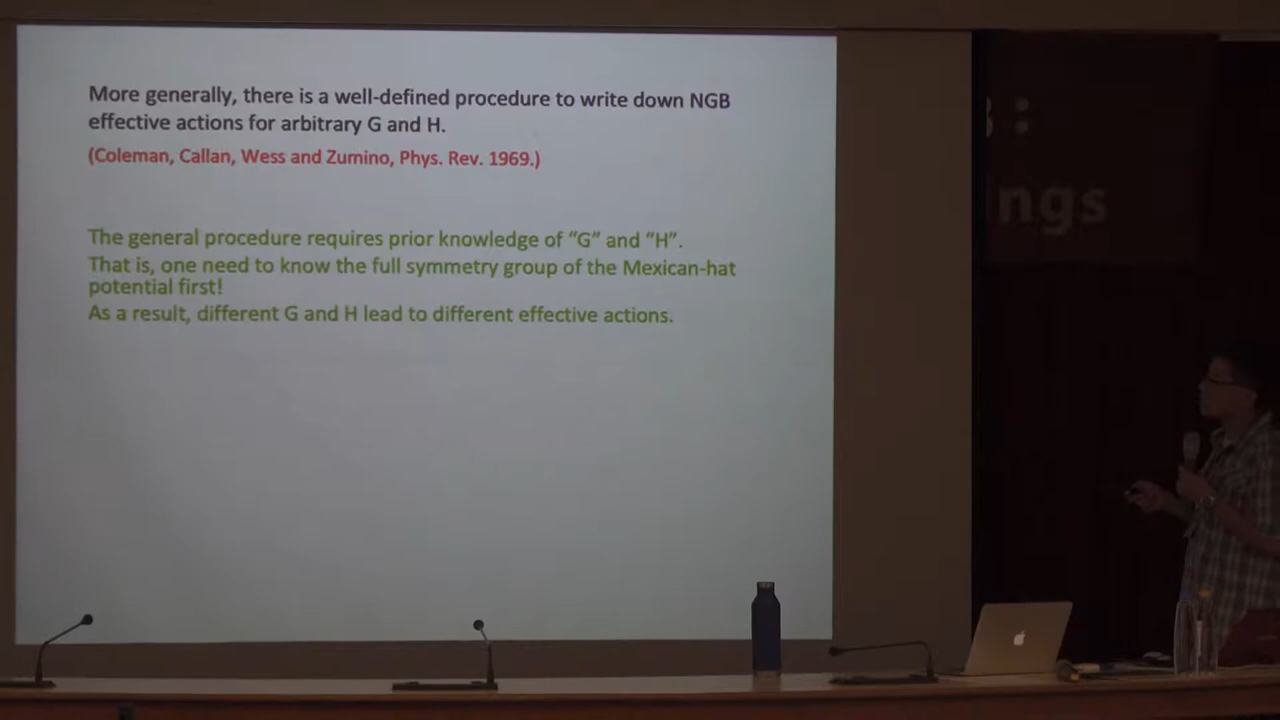 More generally, there is a well-defined procedure to write down NGB
effective actions for arbitrary G and H.
(Coleman, Callan, Wess and Zumino, Phys. Rev. 1969.)
The general procedure requires prior knowledge of “G” and “H”.
That is, one need to know the full symmetry group of the Mexican-hat
potential first!
As a result, different G and H lead to different effective actions.
:
ngs